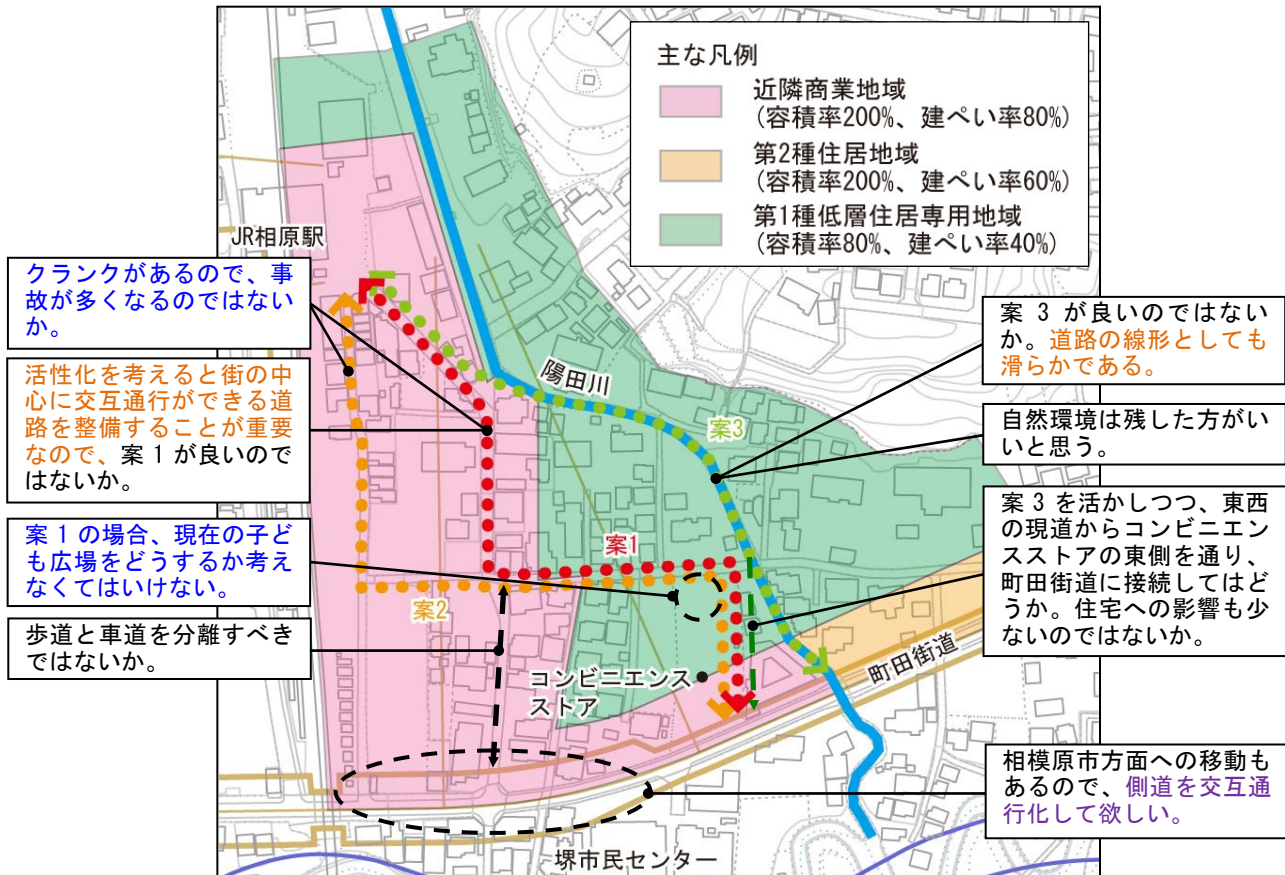 主な凡例
近隣商業地域
(容積率200%、建ぺい率80%)
第2種住居地域
(容積率200%、建ぺい率60%)
第1種低層住居専用地域
(容積率80%、建ぺい率40%)
JR相原駅
クランクがあるので、事
故が多くなるのではない
か。
活性化を考えると街の中
心に交互通行ができる道
路を整備することが重要
なので、案1が良いのでは
はないか。
案1の場合、現在の子ど
も広場をどうするか考え
なくてはいけない。
歩道と車道を分離すべき
ではないか。
陽田川
案3
案1
案2
コンビニエンス
ストア
町田街道
堺市民センター
案3が良いのではない
か。道路の線形としても
滑らかである。
自然環境は残した方がい
いと思う。
案3を活かしつつ、東西
の現道からコンビニエン
スストアの東側を通り、
町田街道に接続してはど
うか。住宅への影響も少
ないのではないか。
相模原市方面への移動も
あるので、側道を交互通
行化して欲しい。